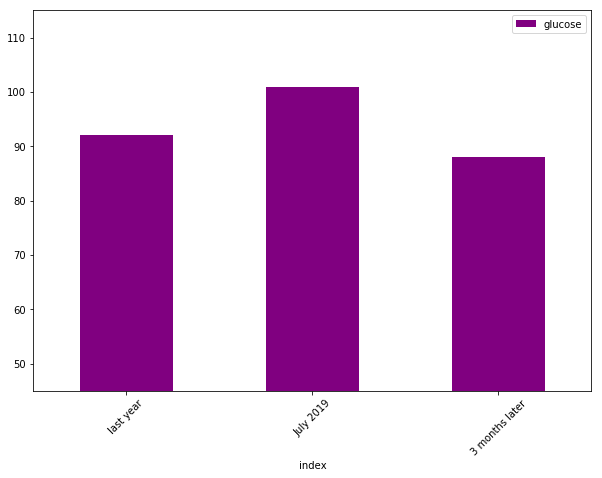 glucose
110
100
90
80
70
60
50
last year
July 2019
3 months later
index